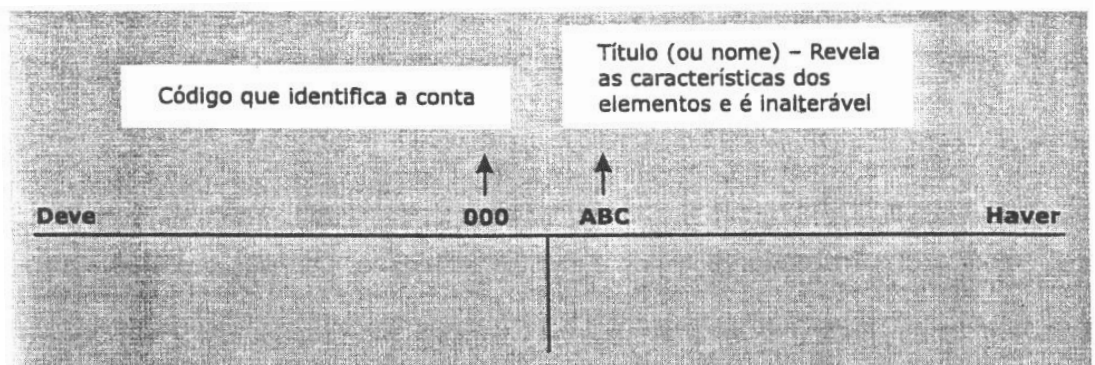 Código que identifica a conta
Título (ou nome) – Revela
as características dos
elementos e é inalterável
Deve 000 ABC Haver